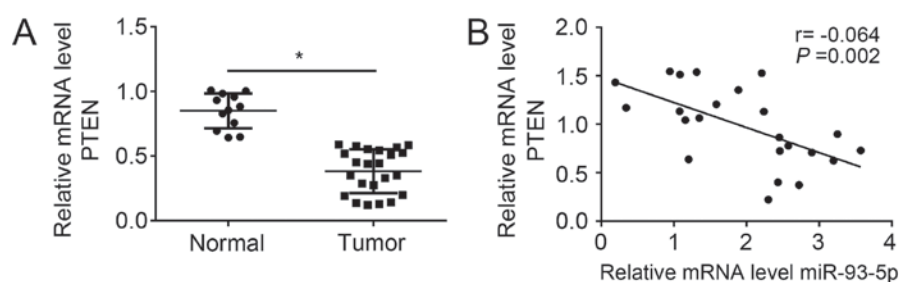 A
Relative mRNA level
PTEN
1.5
1.0
0.5
0.0
*
Normal
Tumor
B
Relative mRNA level
PTEN
2.0
1.5
1.0
0.5
0.0
r= -0.064
P =0.002
0
1
2
3
4
Relative mRNA level miR-93-5p